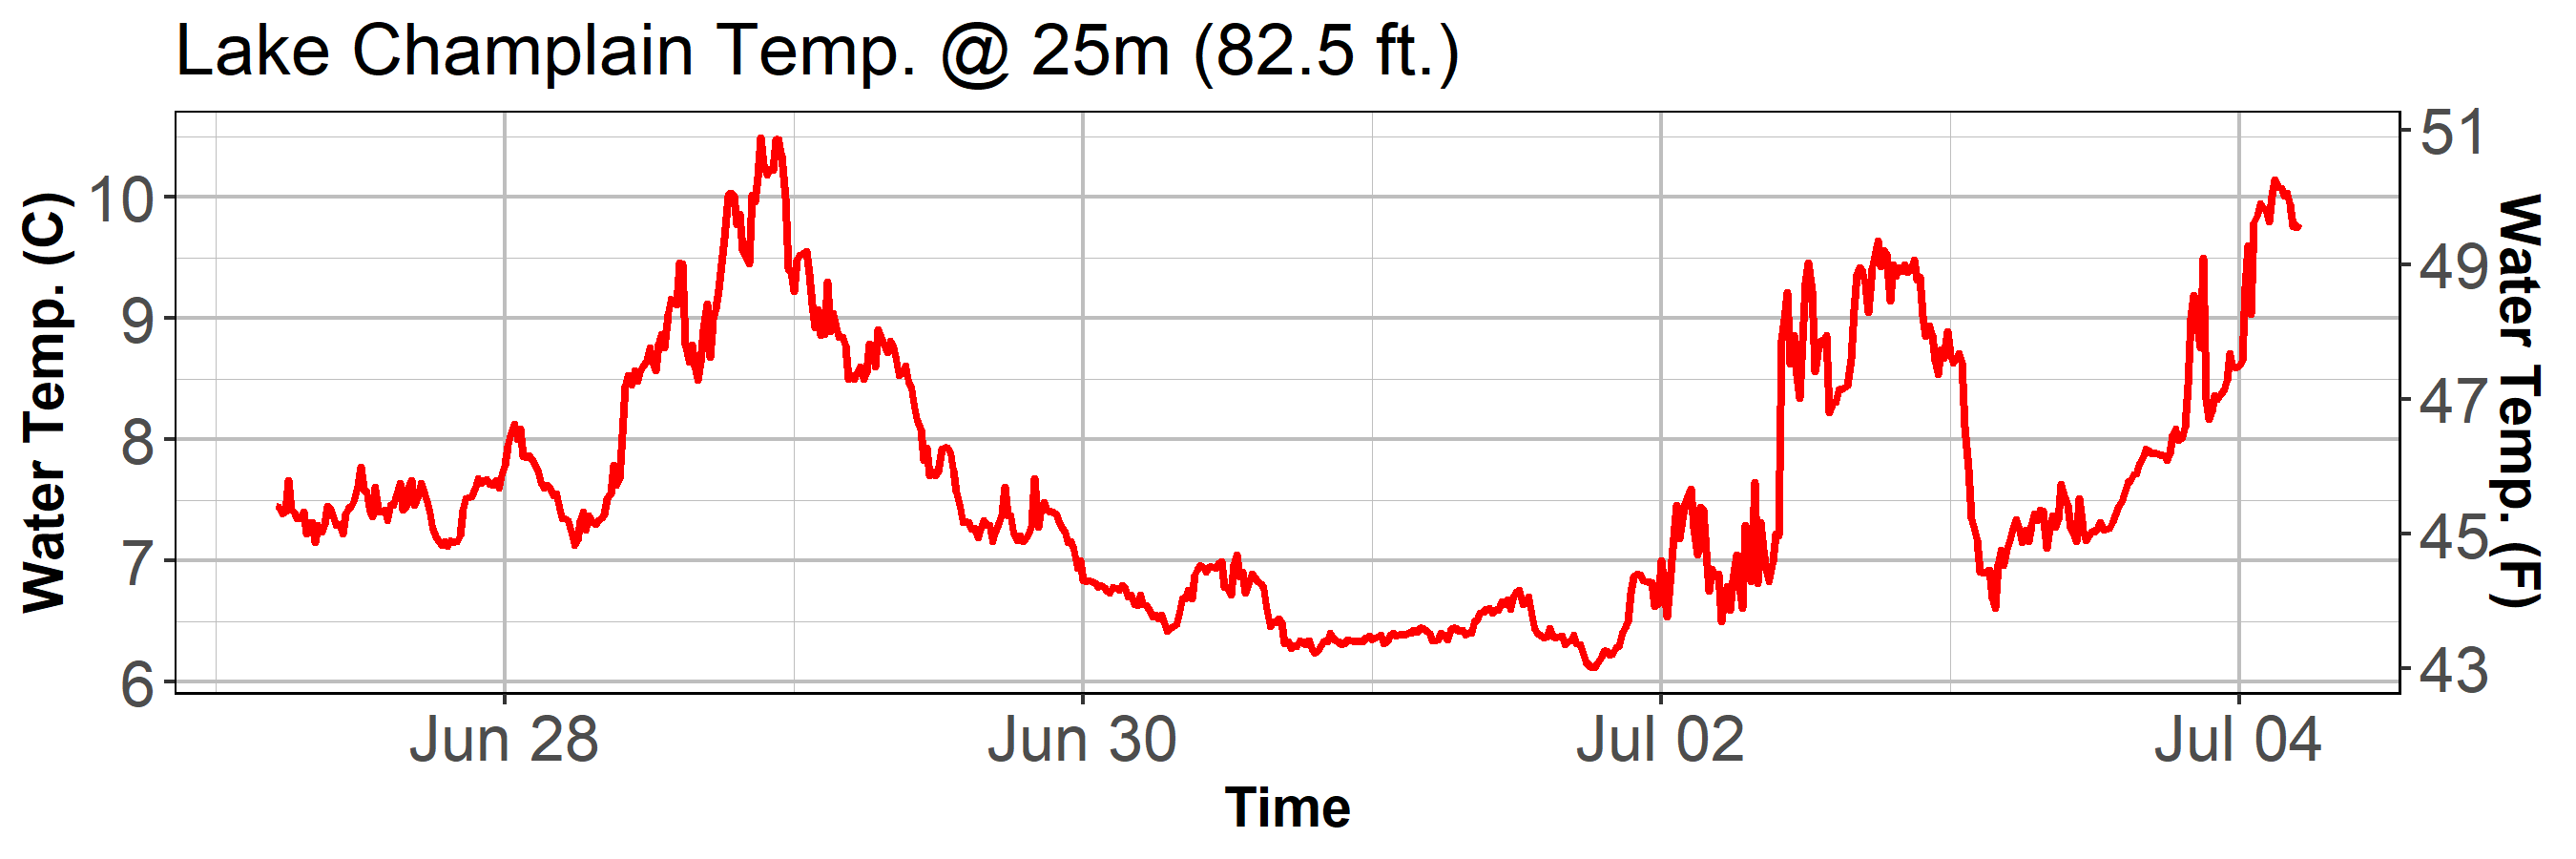 Lake Champlain Temp. @ 25m (82.5 ft.)
Water Temp. (C)
10
9
8
7
6
51
49
47
45
43
Water Temp. (F)
Jun 28 Jun 30 Jul 02 Jul 04
Time